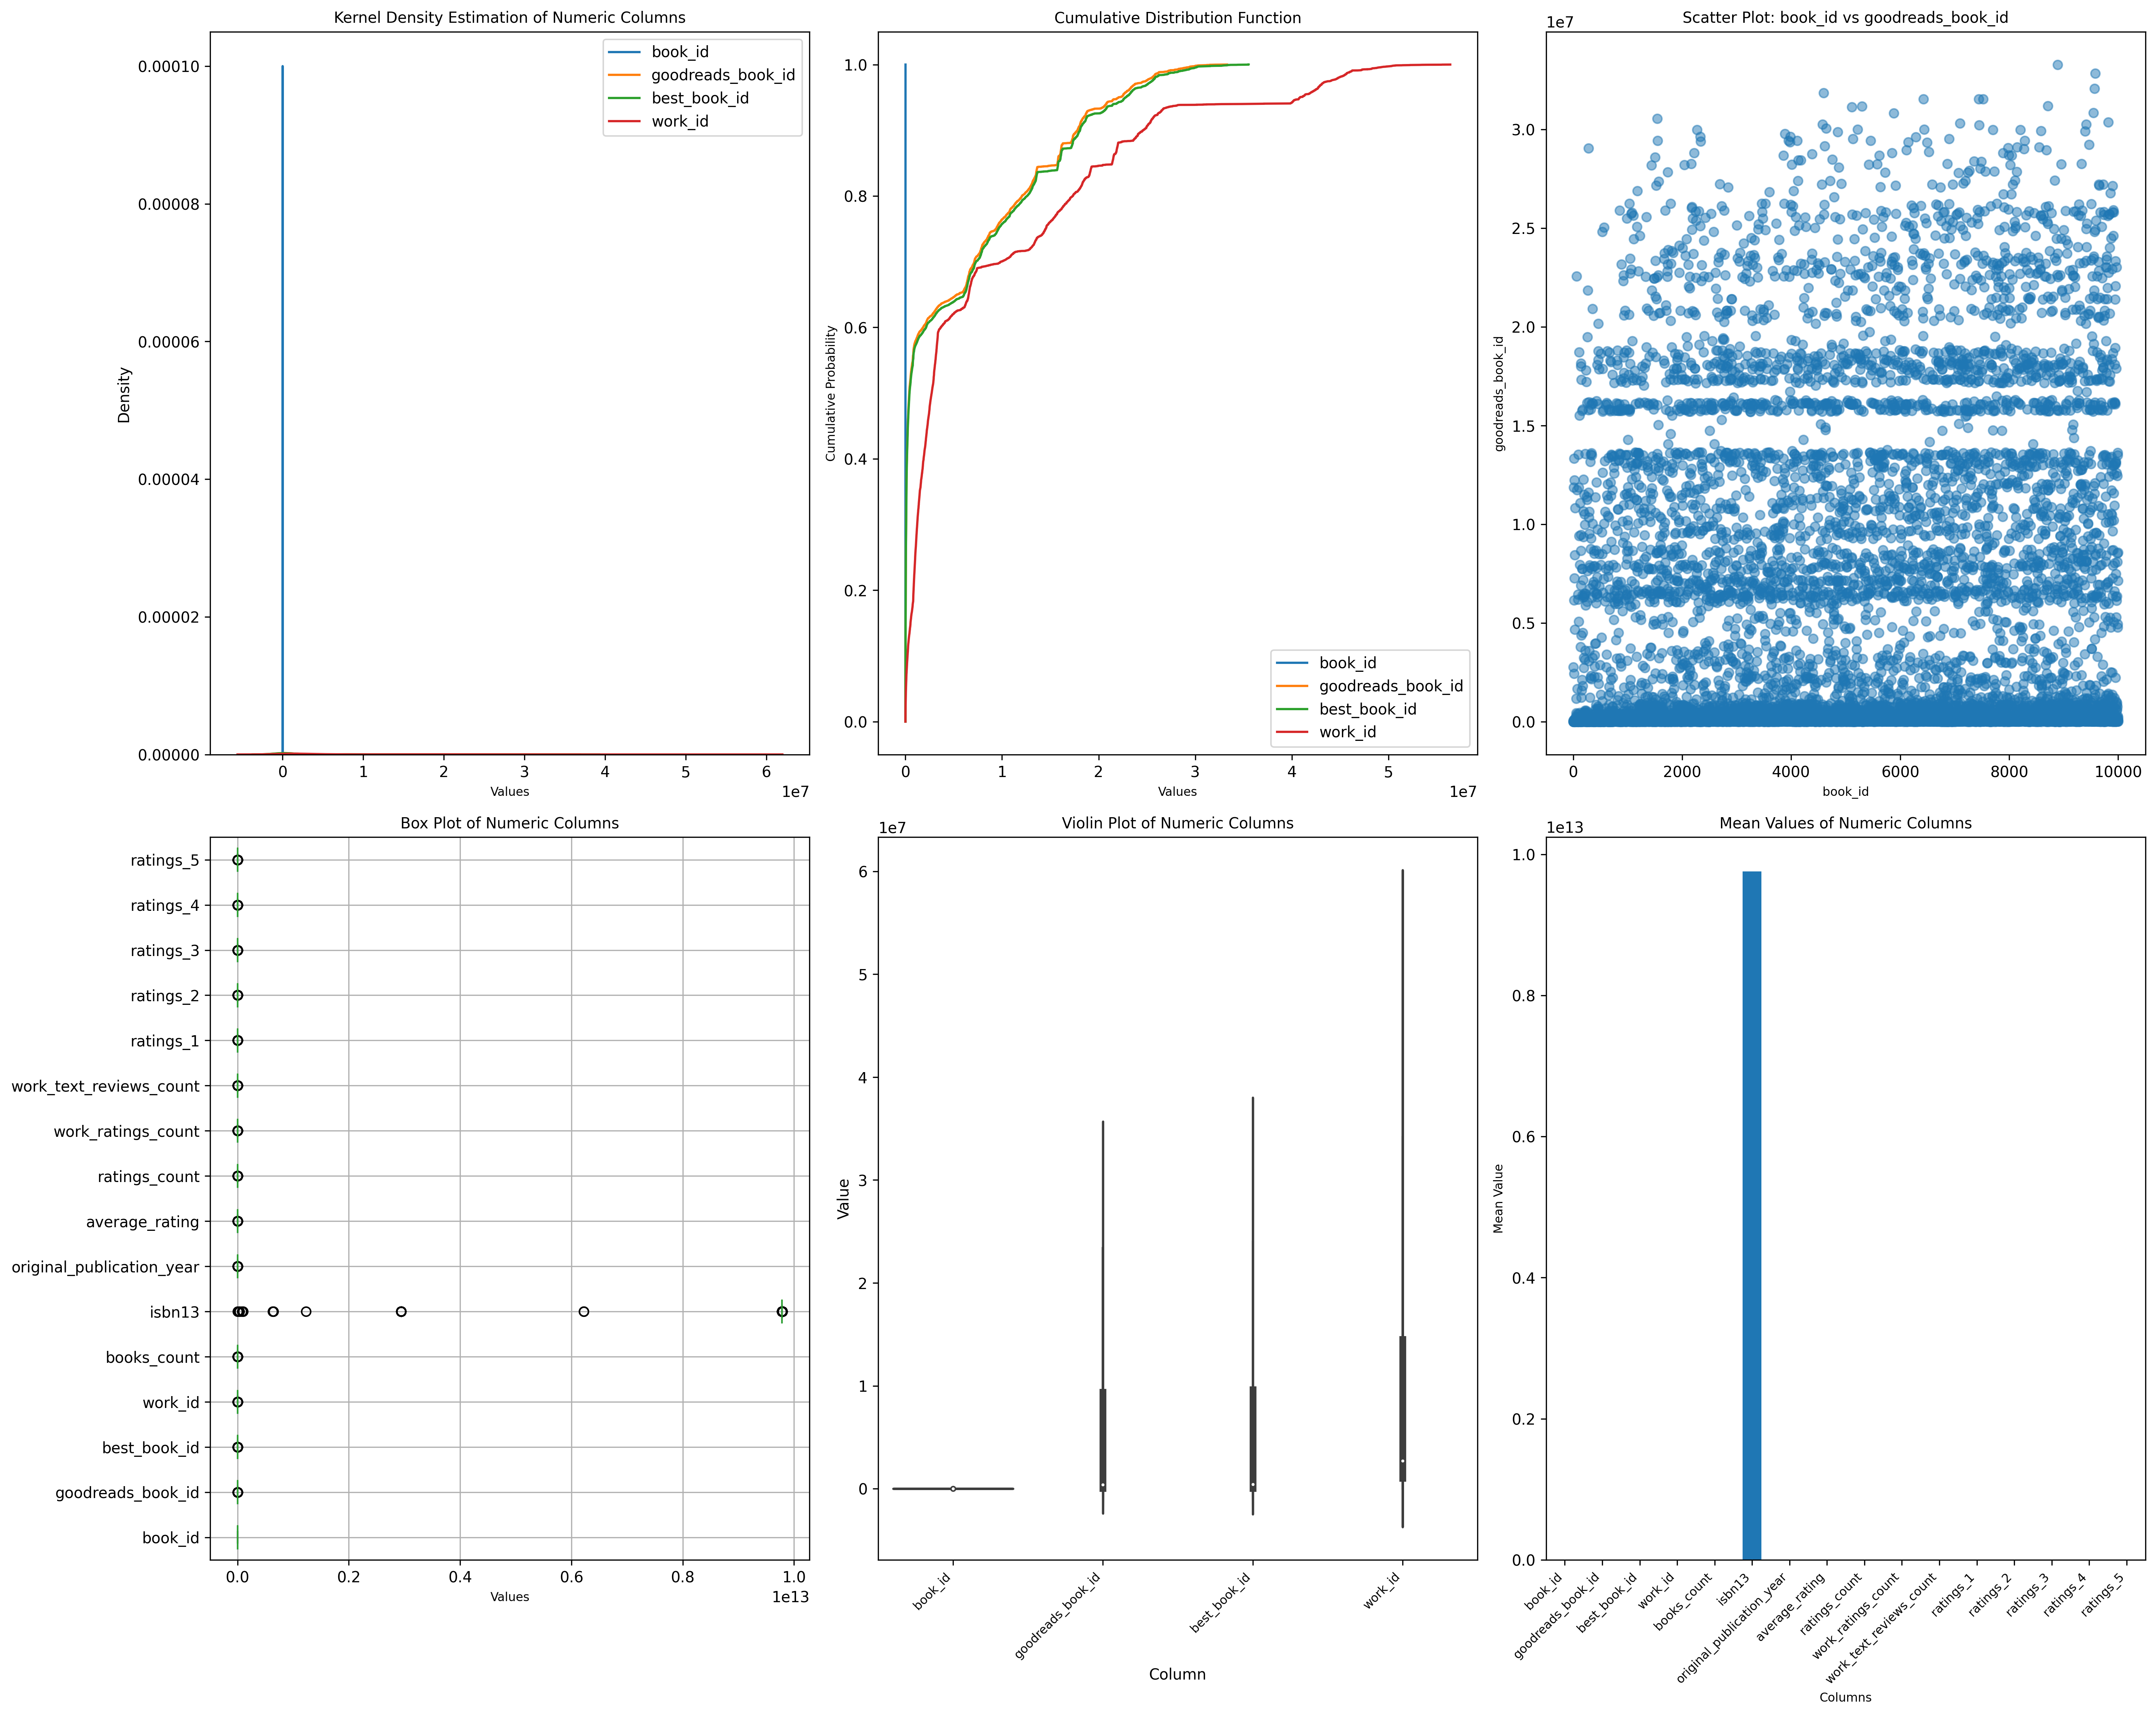 Kernel Density Estimation of Numeric Columns
0.00010
0.00008
0.00006
0.00004
0.00002
0.00000
Density
book_id
goodreads_book_id
best_book_id
work_id
0 1 2 3 4 5 6
Values
1e7
Cumulative Distribution Function
1.0
0.8
0.6
0.4
0.2
0.0
Cumulative Probability
book_id
goodreads_book_id
best_book_id
work_id
0 1 2 3 4 5
Values
1e7
Scatter Plot: book_id vs goodreads_book_id
1e7
3.0
2.5
2.0
1.5
1.0
0.5
0.0
goodreads_book_id
0 2000 4000 6000 8000 10000
book_id
Box Plot of Numeric Columns
ratings_5
ratings_4
ratings_3
ratings_2
ratings_1
work_text_reviews_count
work_ratings_count
ratings_count
average_rating
original_publication_year
isbn13
books_count
work_id
best_book_id
goodreads_book_id
book_id
0.0 0.2 0.4 0.6 0.8 1.0
Values
1e13
Violin Plot of Numeric Columns
1e7
6
5
4
3
2
1
0
Value
book_id
goodreads_book_id
best_book_id
work_id
Column
Mean Values of Numeric Columns
1e13
1.0
0.8
0.6
0.4
0.2
0.0
Mean Value
book_id
goodreads_book_id
best_book_id
work_id
books_count
isbn13
original_publication_year
average_rating
ratings_count
work_ratings_count
work_text_reviews_count
ratings_1
ratings_2
ratings_3
ratings_4
ratings_5
Columns